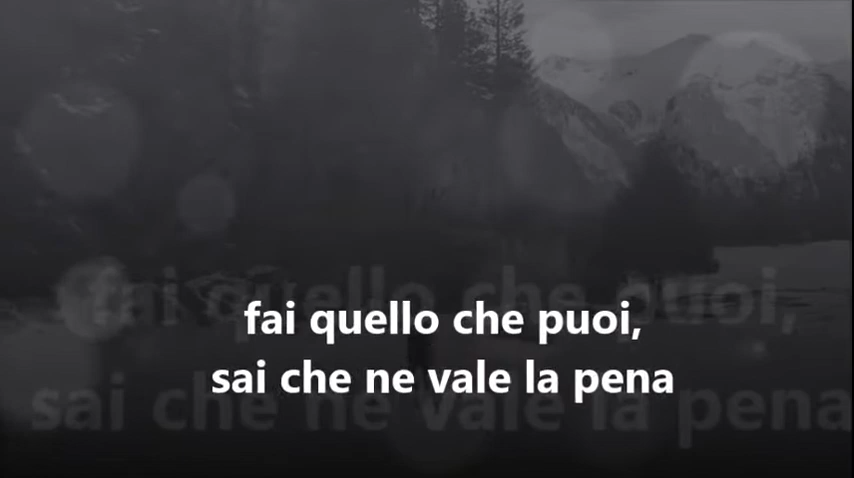 fai quello che puoi,
sai che ne vale la pena